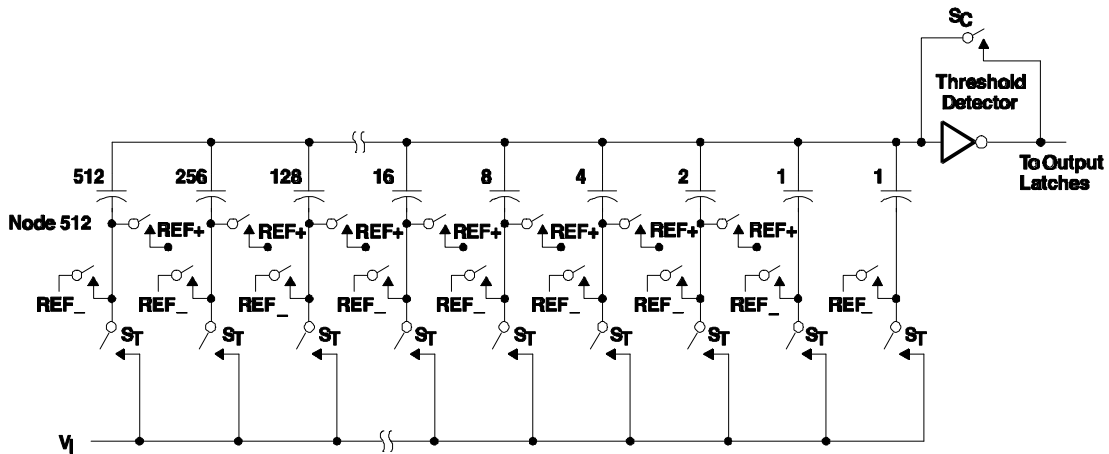 SC
Threshold
Detector
To Output
Latches
512
256
128
16
8
4
2
1
1
Node 512
REF+
REF+
REF+
REF+
REF+
REF+
REF+
REF_
REF_
REF_
REF_
REF_
REF_
REF_
REF_
REF_
ST
ST
ST
ST
ST
ST
ST
ST
ST
VI